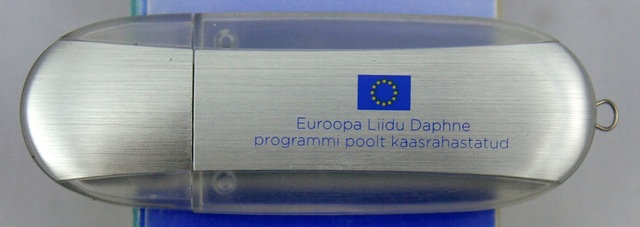 Euroopa Liidu Daphne
programmi poolt kaasrahastatud